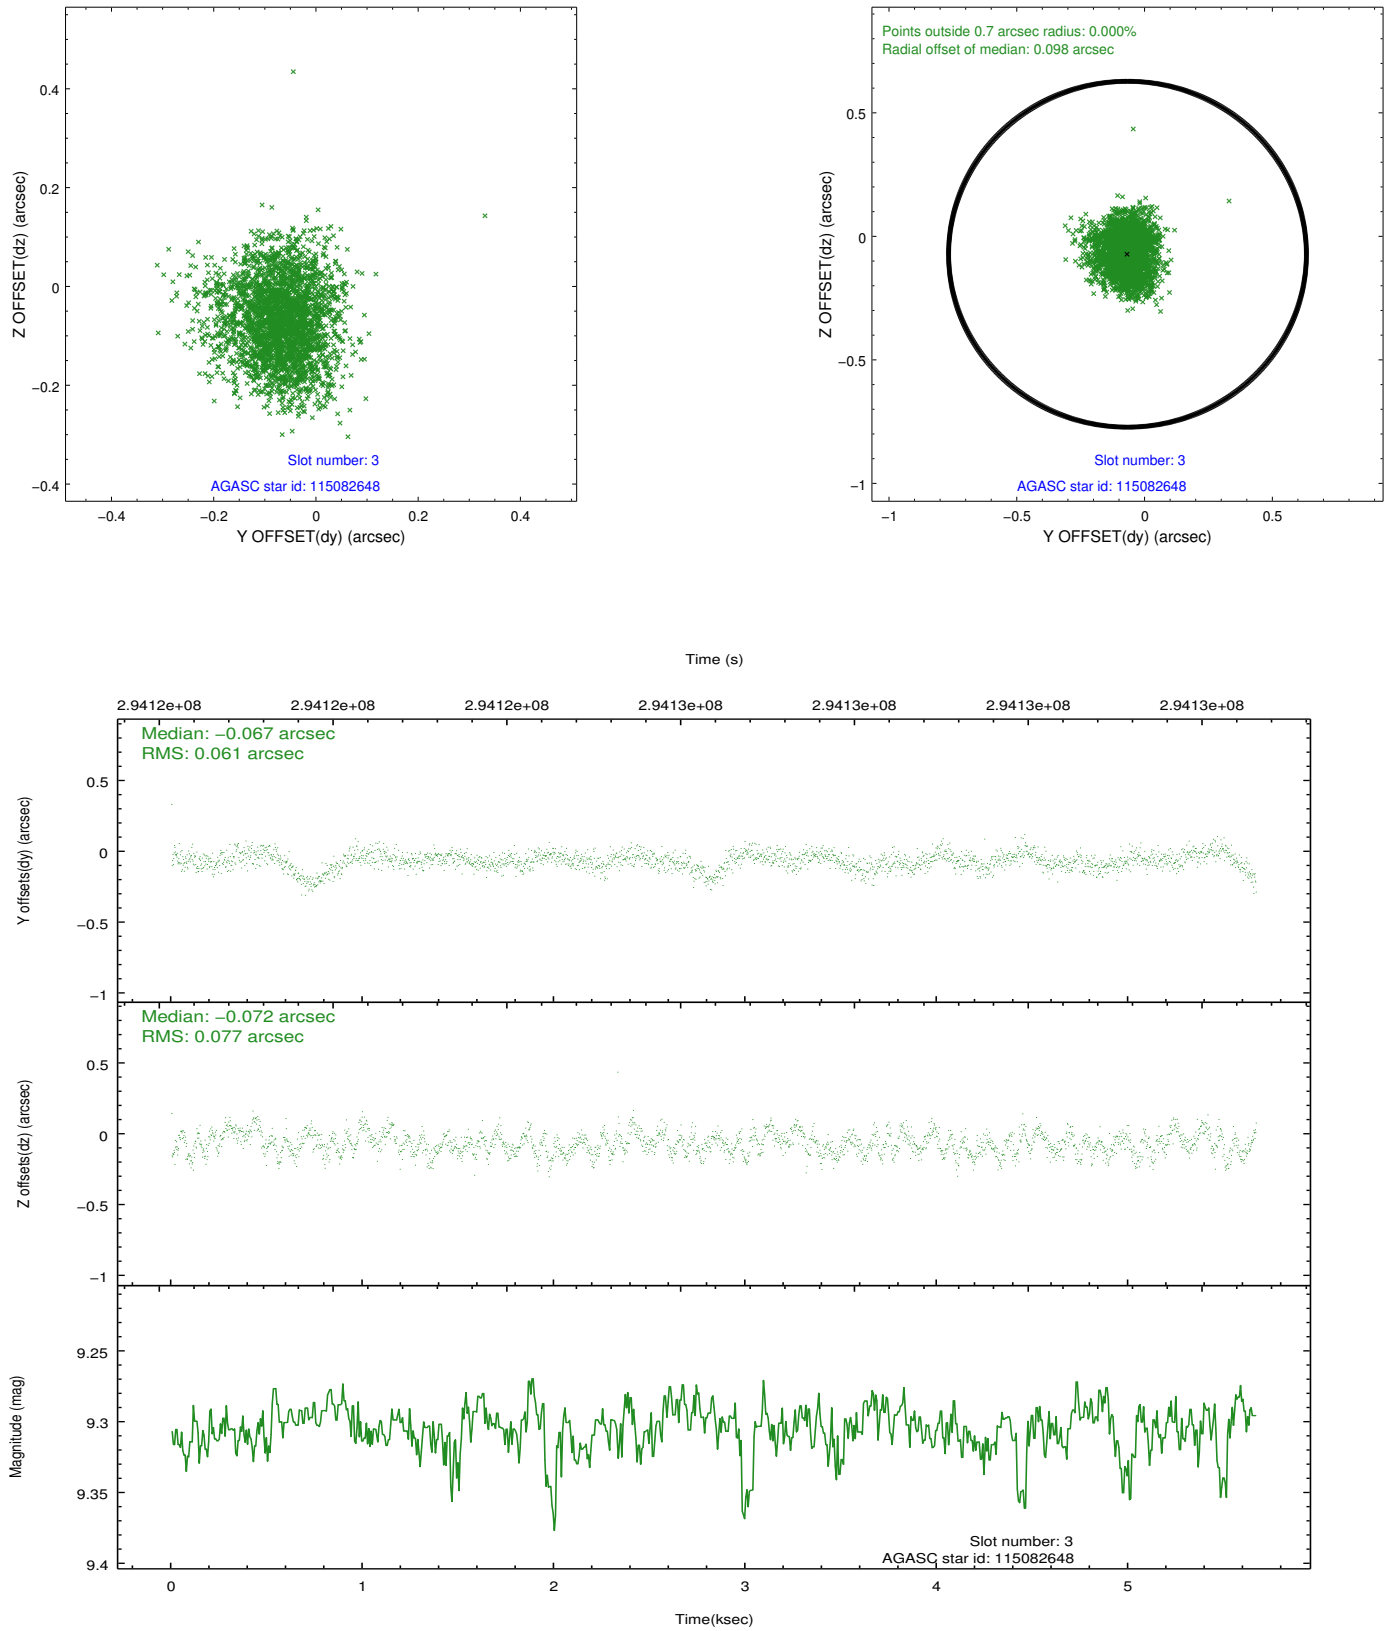 0.4
0.2
0
−0.2
−0.4
Z OFFSET(dz) (arcsec)
Slot number: 3
AGASC star id: 115082648
−0.4
−0.2
0
0.2
0.4
Y OFFSET(dy) (arcsec)
Points outside 0.7 arcsec radius: 0.000%
Radial offset of median: 0.098 arcsec
0.5
0
−0.5
−1
Z OFFSET(dz) (arcsec)
Slot number: 3
AGASC star id: 115082648
−1
−0.5
0
0.5
Y OFFSET(dy) (arcsec)
Time (s)
2.9412e+08
2.9412e+08
2.9412e+08
2.9413e+08
2.9413e+08
2.9413e+08
2.9413e+08
Median: −0.067 arcsec
RMS: 0.061 arcsec
0.5
0
−0.5
−1
Y offsets(dy) (arcsec)
Median: −0.072 arcsec
RMS: 0.077 arcsec
0.5
0
−0.5
−1
Z offsets(dz) (arcsec)
9.25
9.3
9.35
9.4
Magnitude (mag)
Slot number: 3
AGASC star id: 115082648
0
1
2
3
4
5
Time(ksec)